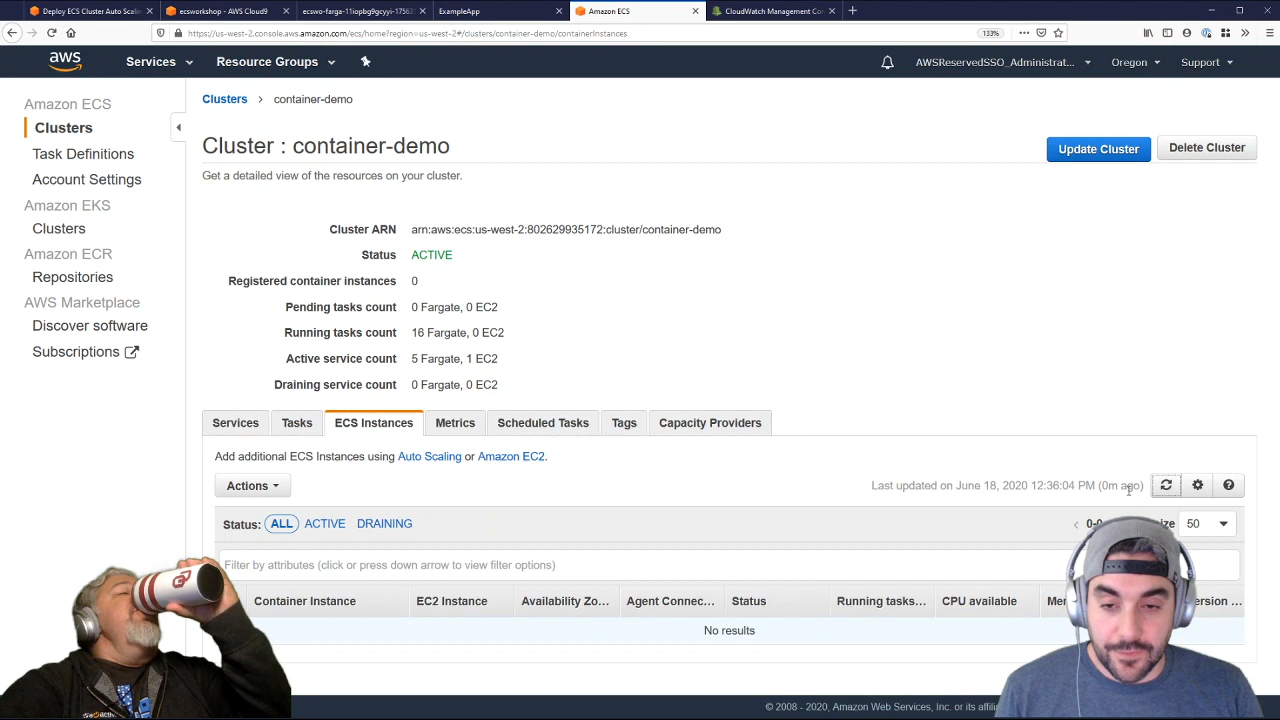 Deploy ECS Cluster Auto Scali
ecsworkshop - AWS Cloud9
ecswo-farga-11iopbg9gcyyi-17563
ExampleApp
Amazon ECS
CloudWatch Management Con
https://us-west-2.console.aws.amazon.com/ecs/home?region=us-west-2#/clusters/container-demo/containerInstances
133%
aws
Services
Resource Groups
AWSReservedSSO_Administrat...
Oregon
Support
Amazon ECS
Clusters
Task Definitions
Account Settings
Amazon EKS
Clusters
Amazon ECR
Repositories
AWS Marketplace
Discover software
Subscriptions
Clusters > container-demo
Cluster : container-demo
Update Cluster
Delete Cluster
Get a detailed view of the resources on your cluster.
Cluster ARN arn:aws:ecs:us-west-2:802629935172:cluster/container-demo
Status ACTIVE
Registered container instances 0
Pending tasks count 0 Fargate, 0 EC2
Running tasks count 16 Fargate, 0 EC2
Active service count 5 Fargate, 1 EC2
Draining service count 0 Fargate, 0 EC2
Services
Tasks
ECS Instances
Metrics
Scheduled Tasks
Tags
Capacity Providers
Add additional ECS Instances using Auto Scaling or Amazon EC2.
Actions
Last updated on June 18, 2020 12:36:04 PM (0m ago)
Status: ALL ACTIVE DRAINING
50
Filter by attributes (click or press down arrow to view filter options)
Container Instance
EC2 Instance
Availability Zo...
Agent Connec...
Status
Running tasks...
CPU available
No results
© 2008 - 2020, Amazon Web Services, Inc. or its affili